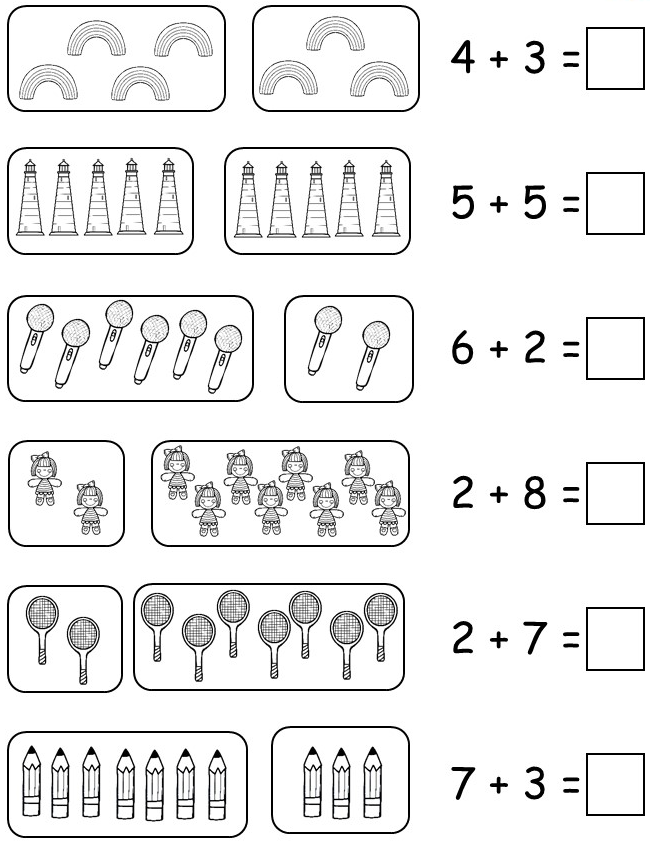 4 + 3 =
5 + 5 =
6 + 2 =
2 + 8 =
2 + 7 =
7 + 3 =